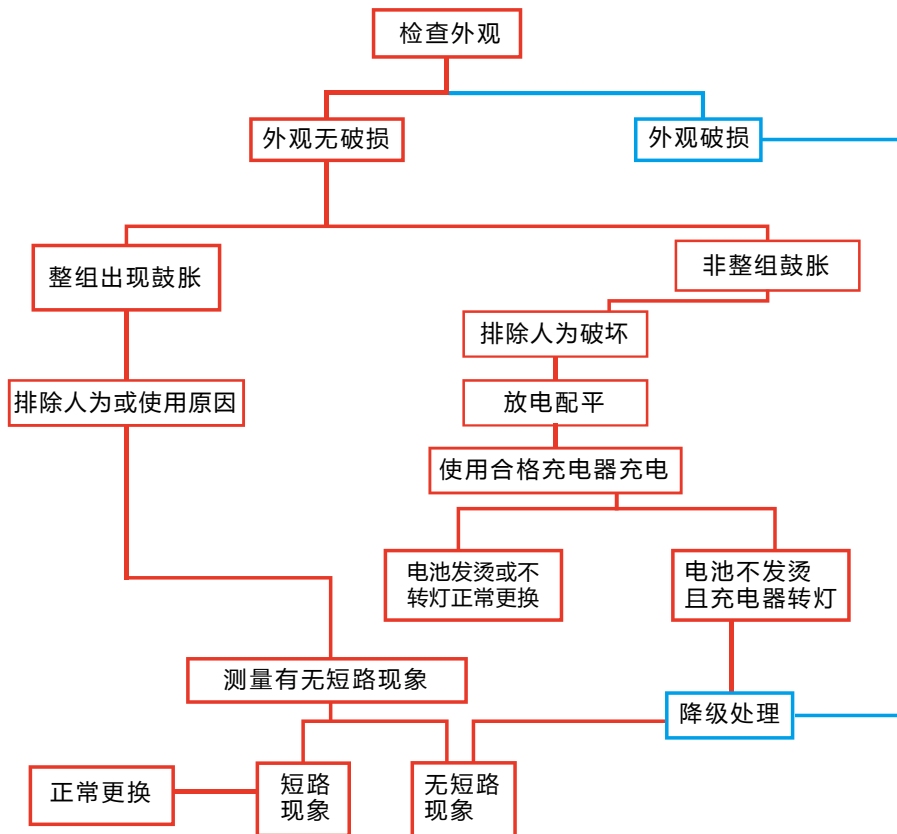 检查外观
外观无破损
外观破损
整组出现鼓胀
非整组鼓胀
排除人为破坏
排除人为或使用原因
放电配平
使用合格充电器充电
电池发烫或不
转灯正常更换
电池不发烫
且充电器转灯
测量有无短路现象
降级处理
正常更换
短路
现象
无短路
现象